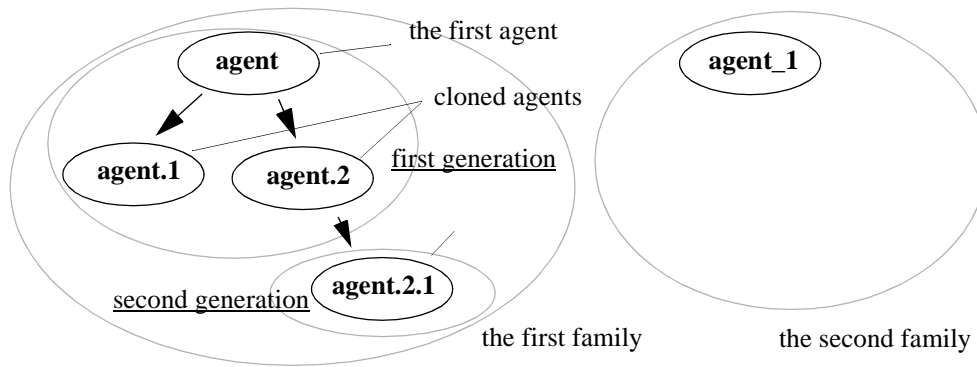 the first agent
agent
agent_1
cloned agents
agent.1
agent.2
first generation
agent.2.1
second generation
the first family
the second family